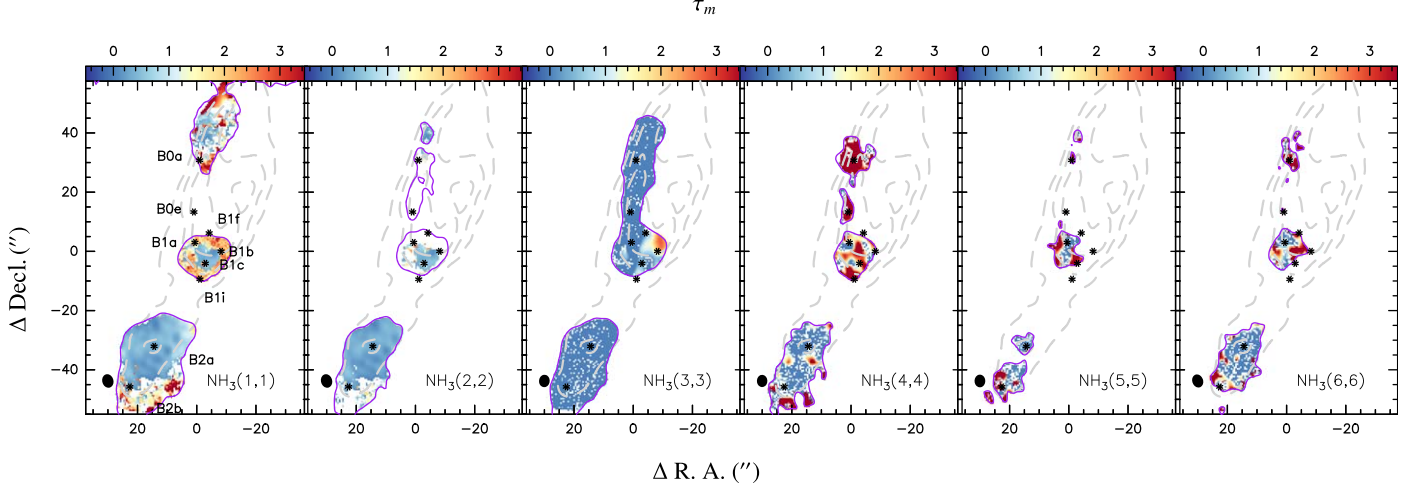 τm
0 1 2 3 0 1 2 3 0 1 2 3 0 1 2 3 0 1 2 3 0 1 2 3
40
B0a
20
B0e
B1f
B1a
0
B1b
B1c
B1i
−20
B2a
−40
NH3(1,1) NH3(2,2) NH3(3,3) NH3(4,4) NH3(5,5) NH3(6,6)
B2b
20 0 −20 20 0 −20 20 0 −20 20 0 −20 20 0 −20 20 0 −20
Δ Decl. (″)
Δ R. A. (″)